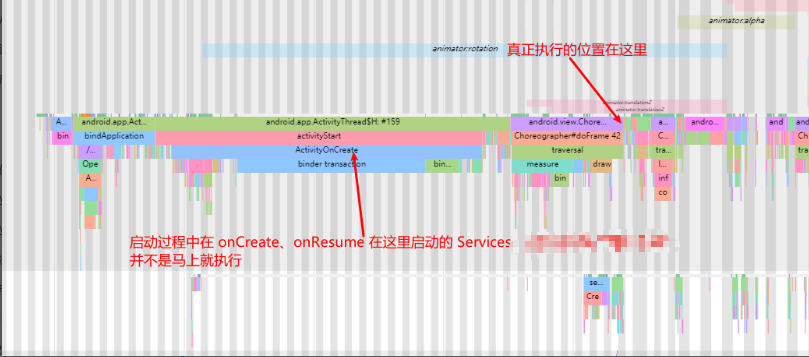 animator:alpha
animator:rotation
真正执行的位置在这里
animator:translationZ
animator:translationZ
A...
android.app.Act...
android.app.ActivityThread$H: #159
android.view.Chore...
a...
andro...
and
and
bin
bindApplication
activityStart
Choreographer#doFrame 42
C...
Ch
/...
ActivityOnCreate
traversal
tra...
tra
Ope
binder transaction
bin...
measure
draw
l...
A...
bin
inf
co
启动过程中在 onCreate、onResume 在这里启动的 Services
并不是马上就执行
se...
Cre